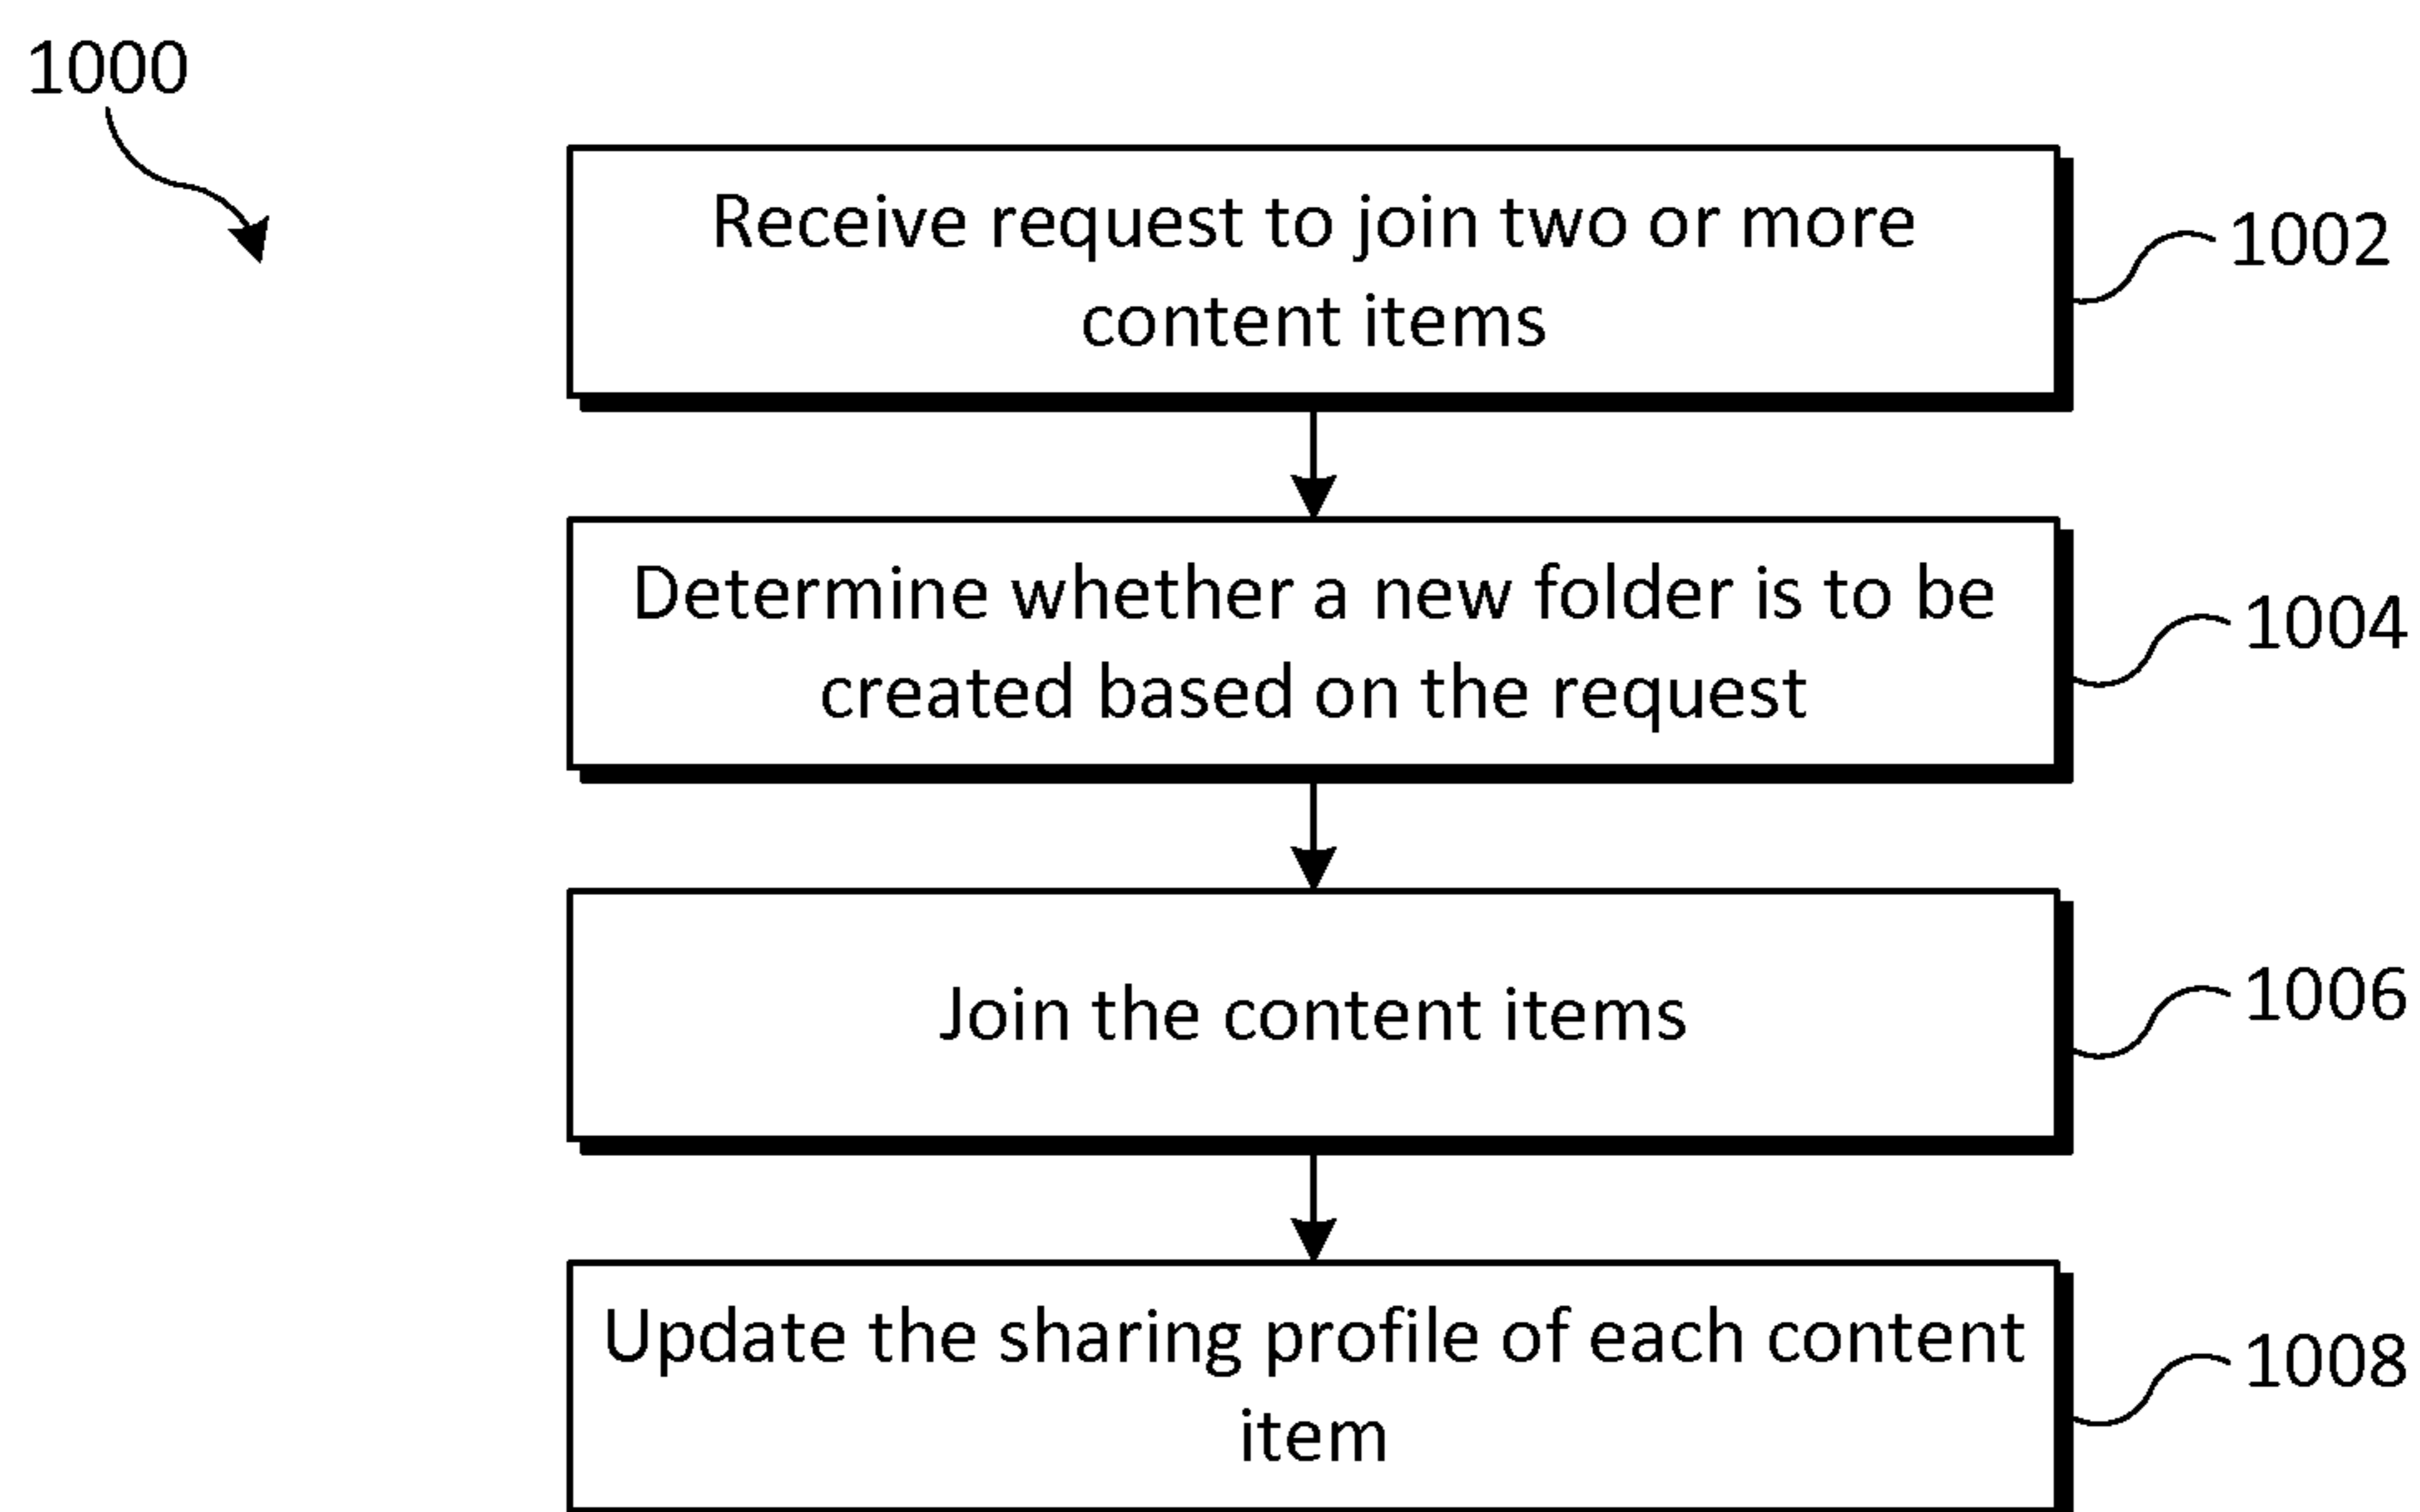 1000
Receive request to join two or more
content items
1002
Determine whether a new folder is to be
created based on the request
1004
Join the content items
1006
Update the sharing profile of each content
item
1008